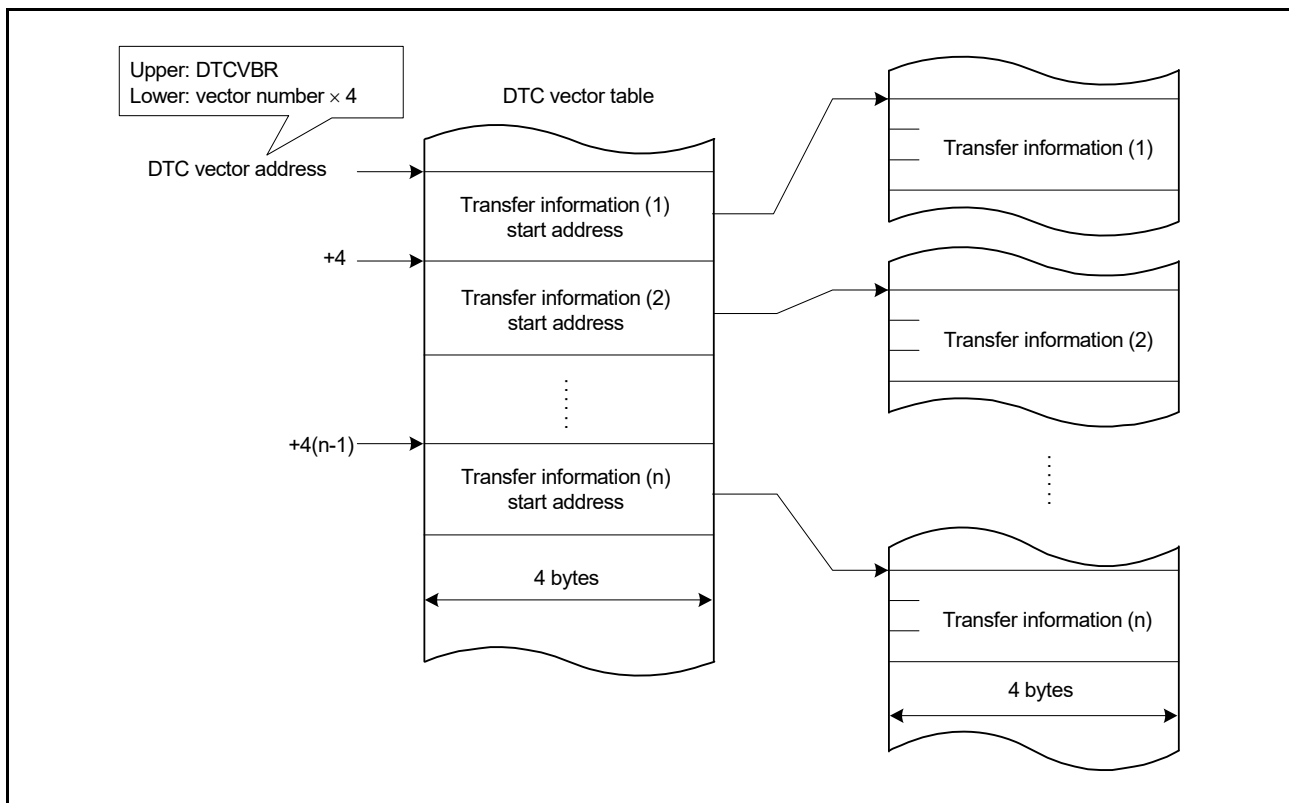 Upper: DTCVBR
Lower: vector number × 4
DTC vector table
DTC vector address
Transfer information (1)
start address
+4
Transfer information (2)
start address
+4(n-1)
Transfer information (n)
start address
4 bytes
Transfer information (1)
Transfer information (2)
Transfer information (n)
4 bytes